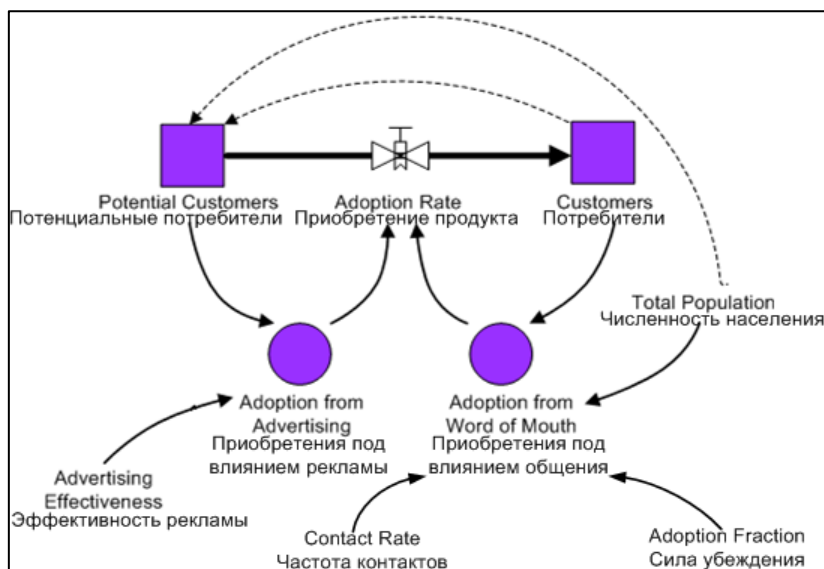 Potential Customers
Потенциальные потребители
Adoption Rate
Приобретение продукта
Customers
Потребители
Total Population
Численность населения
Adoption from
Advertising
Приобретения под
влиянием рекламы
Adoption from
Word of Mouth
Приобретения под
влиянием общения
Advertising
Effectiveness
Эффективность рекламы
Contact Rate
Частота контактов
Adoption Fraction
Сила убеждения